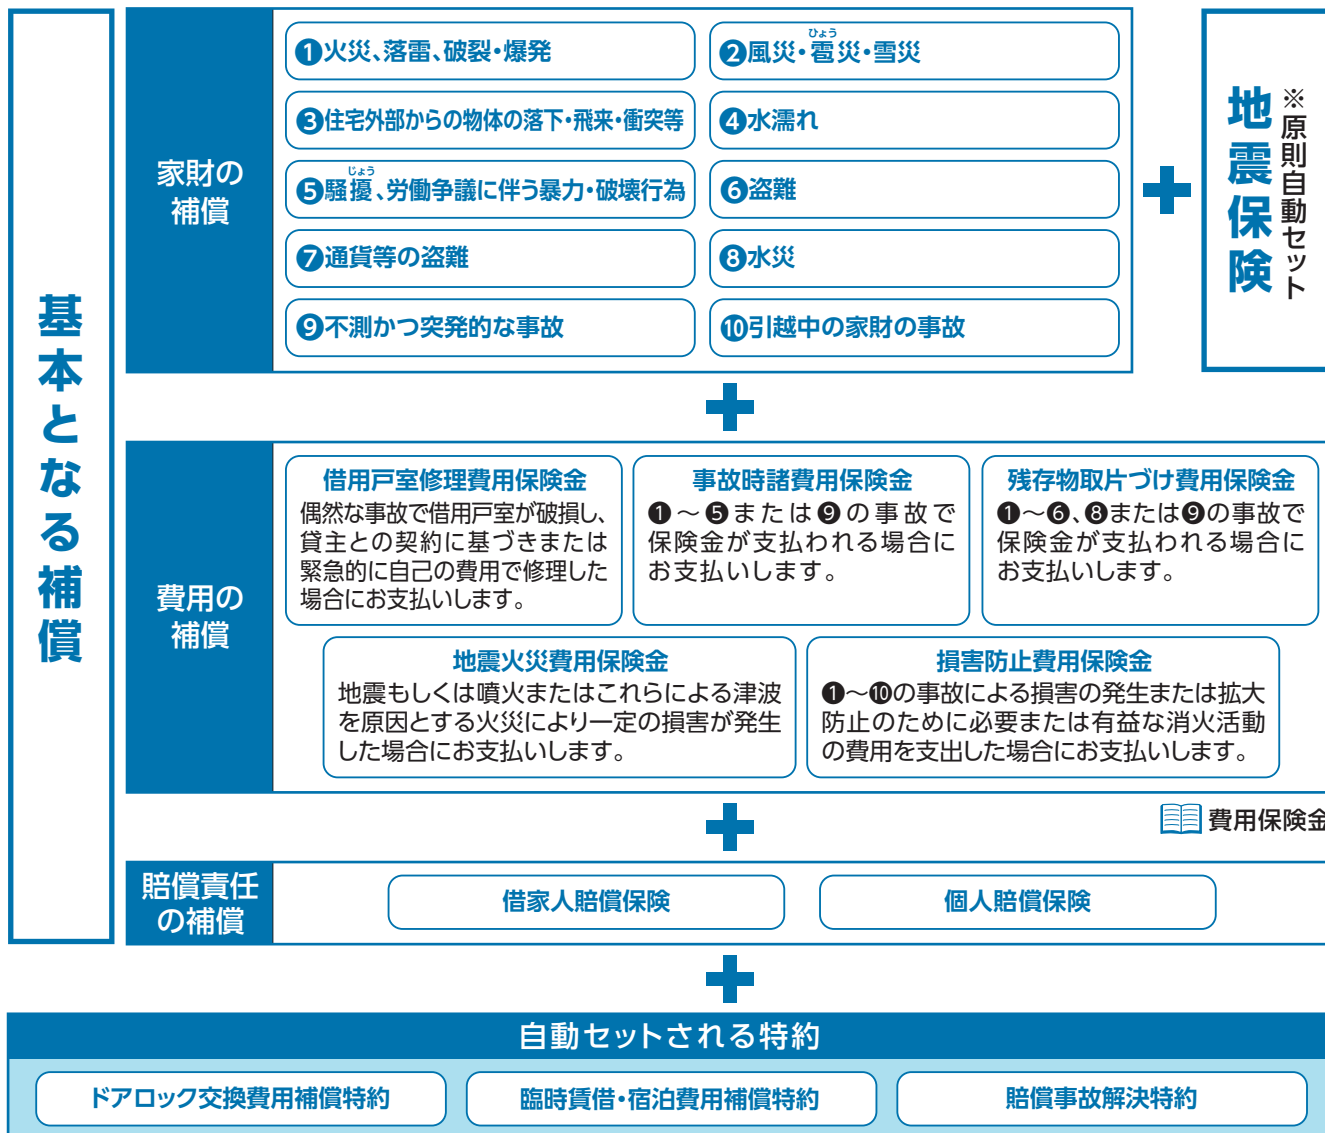 基本となる補償
家財の
補償
❶火災、落雷、破裂・爆発
ひょう
❷風災・雹災・雪災
❸住宅外部からの物体の落下・飛来・衝突等
❹水濡れ
じょう
❺騒擾、労働争議に伴う暴力・破壊行為
❻盗難
❼通貨等の盗難
❽水災
❾不測かつ突発的な事故
❿引越中の家財の事故
地震保険
※原則自動セット
費用の
補償
借用戸室修理費用保険金
偶然な事故で借用戸室が破損し、
貸主との契約に基づきまたは
緊急的に自己の費用で修理した
場合にお支払いします。
事故時諸費用保険金
❶～❺または❾の事故で
保険金が支払われる場合に
お支払いします。
残存物取片づけ費用保険金
❶～❻、❽または❾の事故で
保険金が支払われる場合に
お支払いします。
地震火災費用保険金
地震もしくは噴火またはこれらによる津波
を原因とする火災により一定の損害が発生
した場合にお支払いします。
損害防止費用保険金
❶～❿の事故による損害の発生または拡大
防止のために必要または有益な消火活動
の費用を支出した場合にお支払いします。
費用保険金
賠償責任
の補償
借家人賠償保険
個人賠償保険
自動セットされる特約
ドアロック交換費用補償特約
臨時賃借・宿泊費用補償特約
賠償事故解決特約